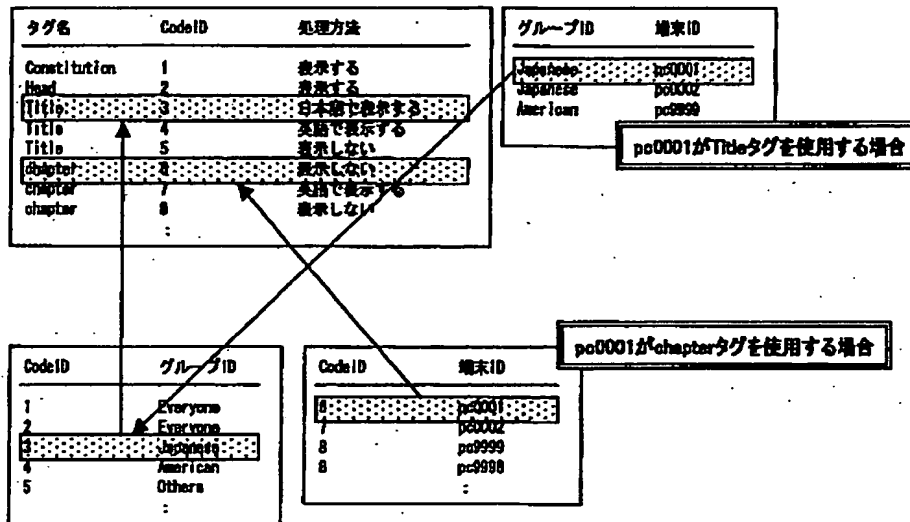 タグ名 CodeID 処理方法
Constitution 1 表示する
Head 2 表示する
Title 3 日本語で表示する
Title 4 英語で表示する
Title 5 表示しない
chapter 6 表示しない
chapter 7 英語で表示する
chapter 8 表示しない
:
グループID 端末ID
Japanese pc0001
Japanese pc0002
American pc9999
pc0001がTitleタグを使用する場合
pc0001がchapterタグを使用する場合
CodeID グループID
1 Everyone
2 Everyone
3 Japanese
4 American
5 Others
:
CodeID 端末ID
6 pc0001
7 pc0002
8 pc9999
8 pc9998
: